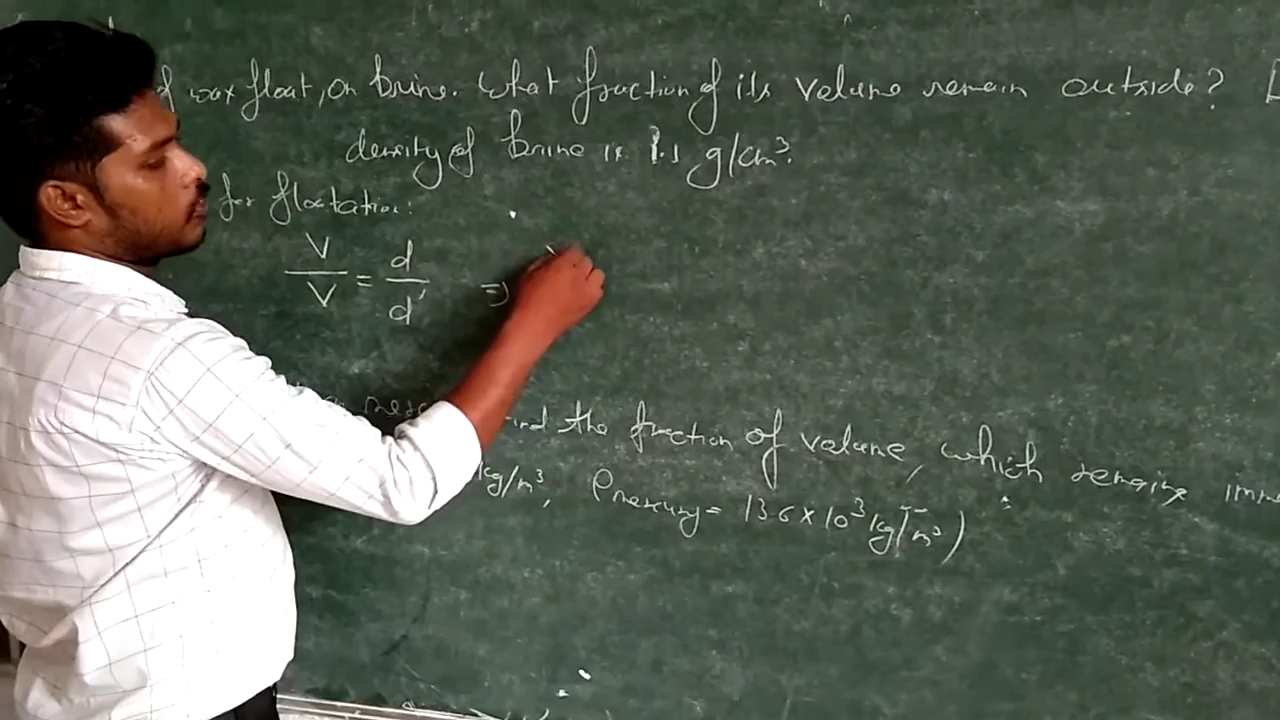 of wax float, on brine. What fraction of its volume remain outside? [
density of brine is 1.1 g/cm³.
for floatation:
V/V = d/d' ⇒
find the fraction of volume, which remains imm
kg/m³, ρmercury = 13.6 × 10³ kg/m³)